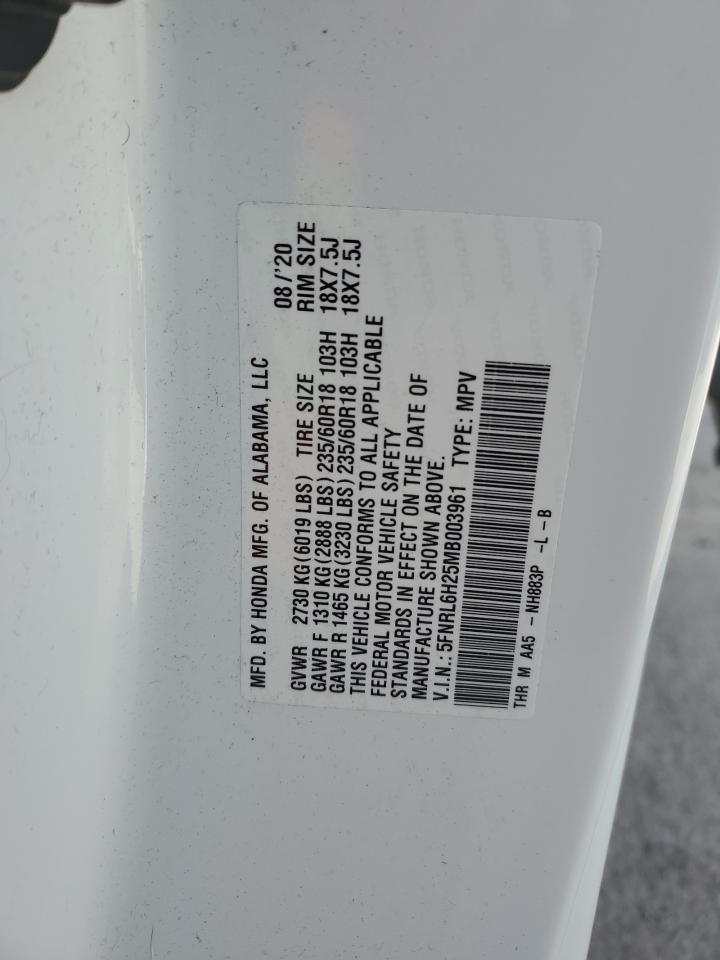 MFD. BY HONDA MFG. OF ALABAMA, LLC 08/'20
GVWR 2730 KG(6019 LBS) TIRE SIZE RIM SIZE
GAWR F 1310 KG(2888 LBS)235/60R18 103H 18X7.5J
GAWR R 1465 KG(3230 LBS)235/60R18 103H 18X7.5J
THIS VEHICLE CONFORMS TO ALL APPLICABLE
FEDERAL MOTOR VEHICLE SAFETY
STANDARDS IN EFFECT ON THE DATE OF
MANUFACTURE SHOWN ABOVE.
V.I.N.: 5FNRL6H25MB003961 TYPE: MPV
THR M AA5 - NH883P -L -B